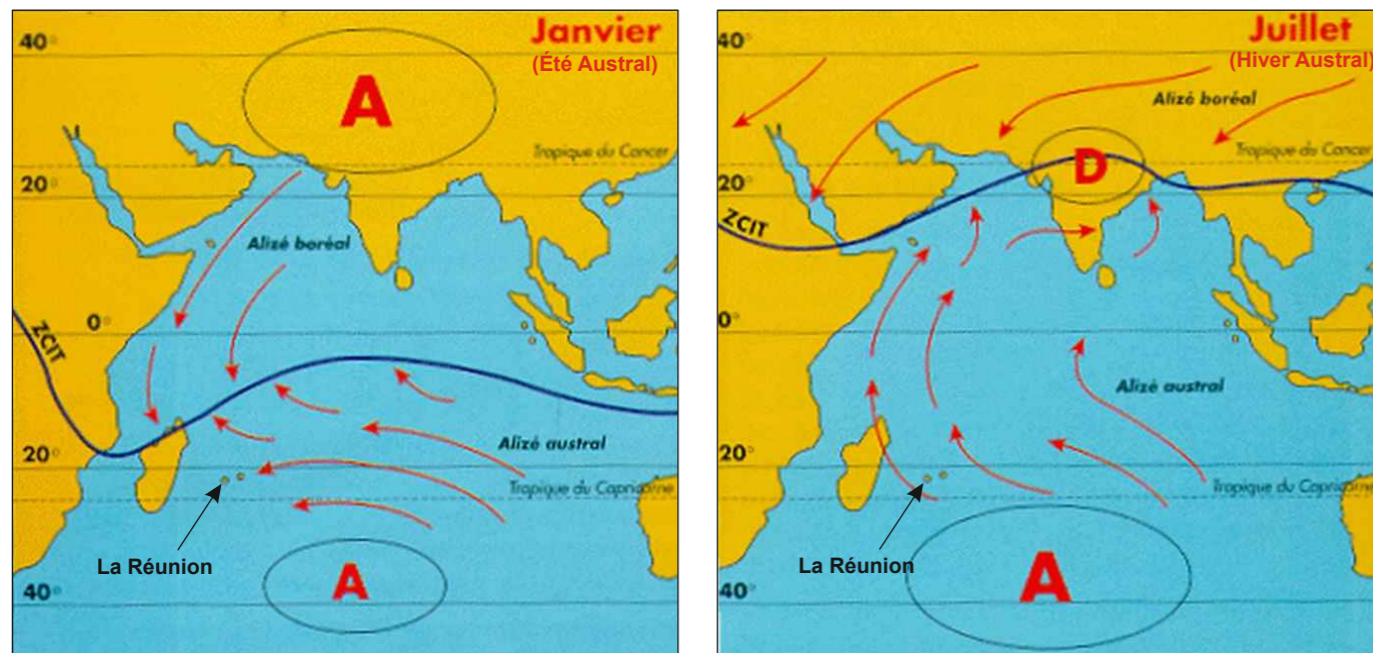 Janvier
(Été Austral)
40°
A
Tropique du Cancer
20°
Alizé boréal
0°
ZCIT
Alizé austral
20°
Tropique du Capricorne
La Réunion
A
40°
Juillet
(Hiver Austral)
40°
Alizé boréal
Tropique du Cancer
D
20°
ZCIT
0°
Alizé austral
20°
Tropique du Capricorne
La Réunion
A
40°